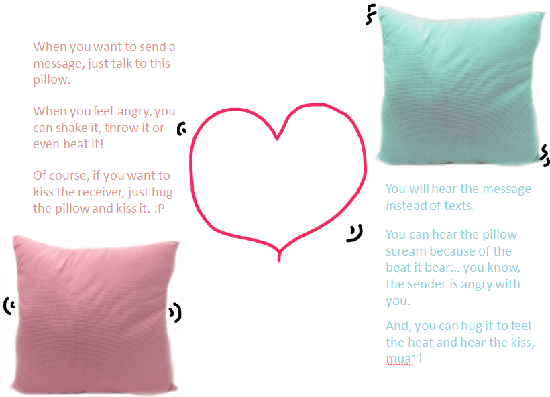 When you want to send a
message, just talk to this
pillow.
When you feel angry, you
can shake it, throw it or
even beat it!
Of course, if you want to
kiss the receiver, just hug
the pillow and kiss it. :P
You will hear the message
instead of texts.
You can hear the pillow
scream because of the
beat it bear... you know,
the sender is angry with
you.
And, you can hug it to feel
the heat and hear the kiss,
mua~!